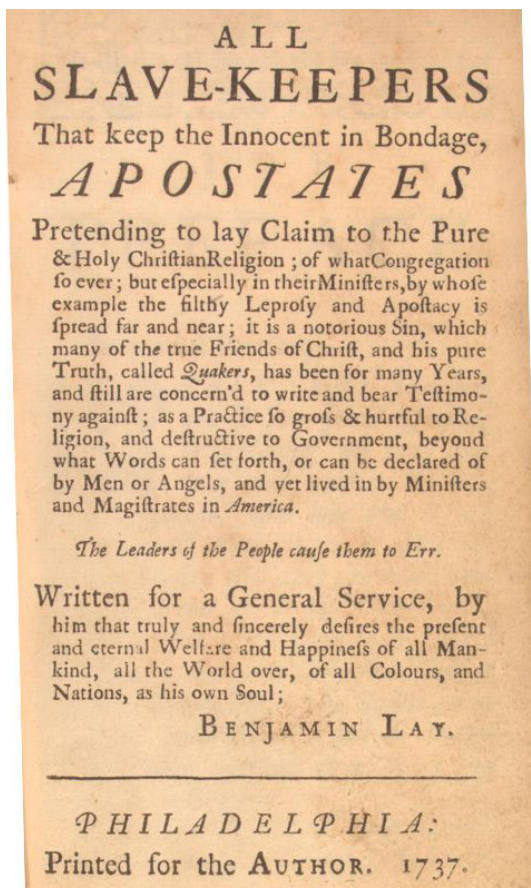 ALL
SLAVE-KEEPERS
That keep the Innocent in Bondage,
APOSTATES
Pretending to lay Claim to the Pure
& Holy ChriſtianReligion ; of whatCongregation
ſo ever ; but eſpecially in theirMiniſters,by whoſe
example the filthy Leproſy and Apoſtacy is
ſpread far and near ; it is a notorious Sin, which
many of the true Friends of Chriſt, and his pure
Truth, called Quakers, has been for many Years,
and ſtill are concern'd to write and bear Teſtimo-
ny againſt ; as a Practice ſo groſs & hurtful to Re-
ligion, and deſtructive to Government, beyond
what Words can ſet forth, or can be declared of
by Men or Angels, and yet lived in by Miniſters
and Magiſtrates in America.
The Leaders of the People cauſe them to Err.
Written for a General Service, by
him that truly and ſincerely deſires the preſent
and eternal Welfare and Happineſs of all Man-
kind, all the World over, of all Colours, and
Nations, as his own Soul ;
BENJAMIN LAY.
PHILADELPHIA:
Printed for the AUTHOR. 1737.